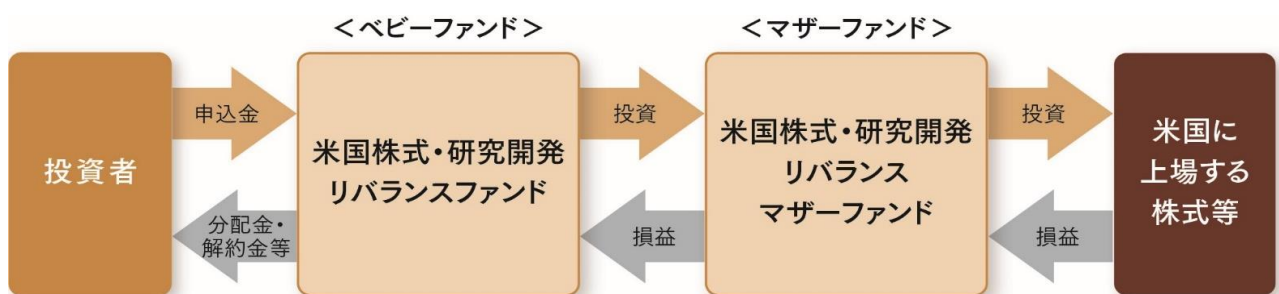 ＜ベビーファンド＞
＜マザーファンド＞
投資者
申込金
分配金・
解約金等
米国株式・研究開発
リバランスファンド
投資
損益
米国株式・研究開発
リバランス
マザーファンド
投資
損益
米国に
上場する
株式等